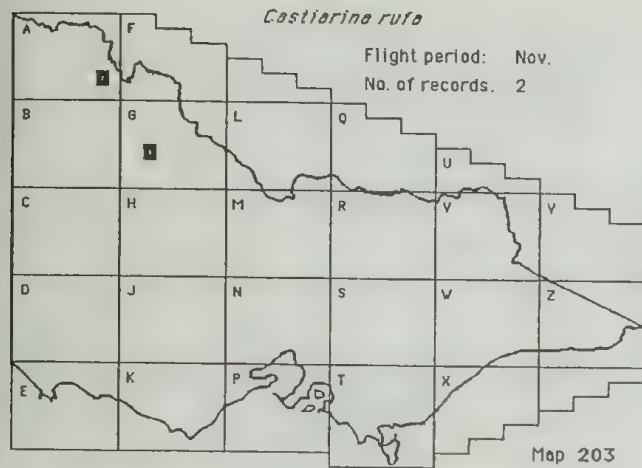 Castiarina rufa
Flight period: Nov.
No. of records. 2
A F
B G L Q U
C H M R V Y
D J N S W Z
E K P T X
Map 203